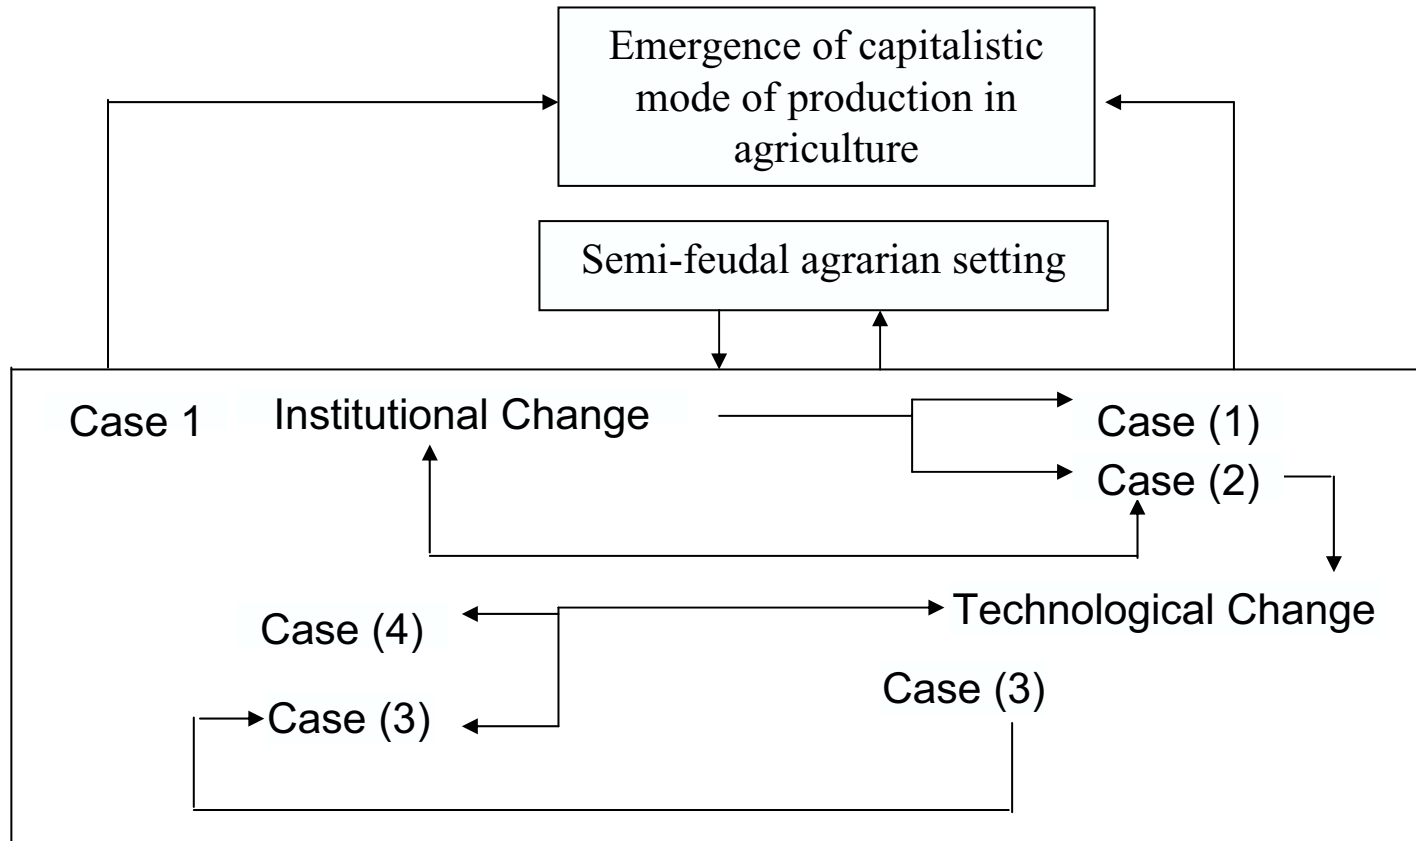 Emergence of capitalistic
mode of production in
agriculture
Semi-feudal agrarian setting
Case 1
Institutional Change
Case (1)
Case (2)
Technological Change
Case (4)
Case (3)
Case (3)